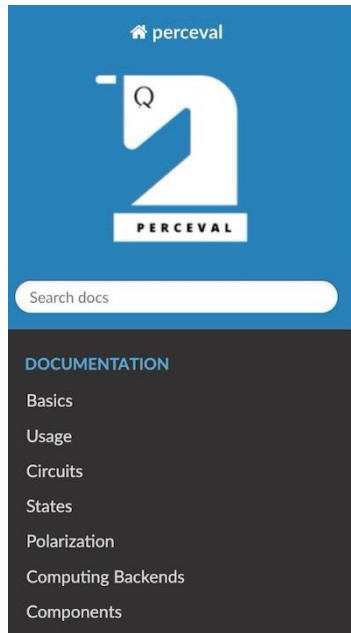 perceval
Q
PERCEVAL
Search docs
DOCUMENTATION
Basics
Usage
Circuits
States
Polarization
Computing Backends
Components